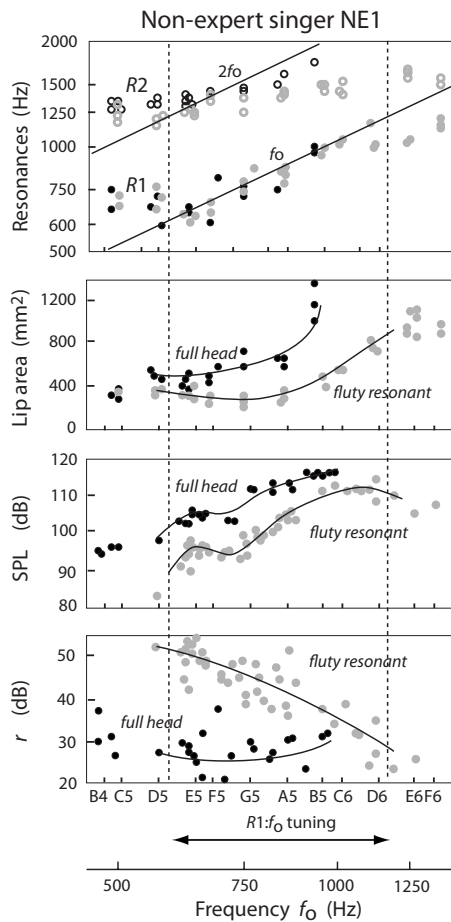 Non-expert singer NE1
Resonances (Hz)
2000
1500
1250
1000
750
600
500
R2
2fo
R1
fo
Lip area (mm²)
1200
800
400
0
full head
fluty resonant
SPL (dB)
120
110
100
90
80
full head
fluty resonant
r (dB)
50
40
30
20
fluty resonant
full head
B4 C5 D5 E5 F5 G5 A5 B5 C6 D6 E6 F6
R1:fo tuning
500 750 1000 1250
Frequency fo (Hz)